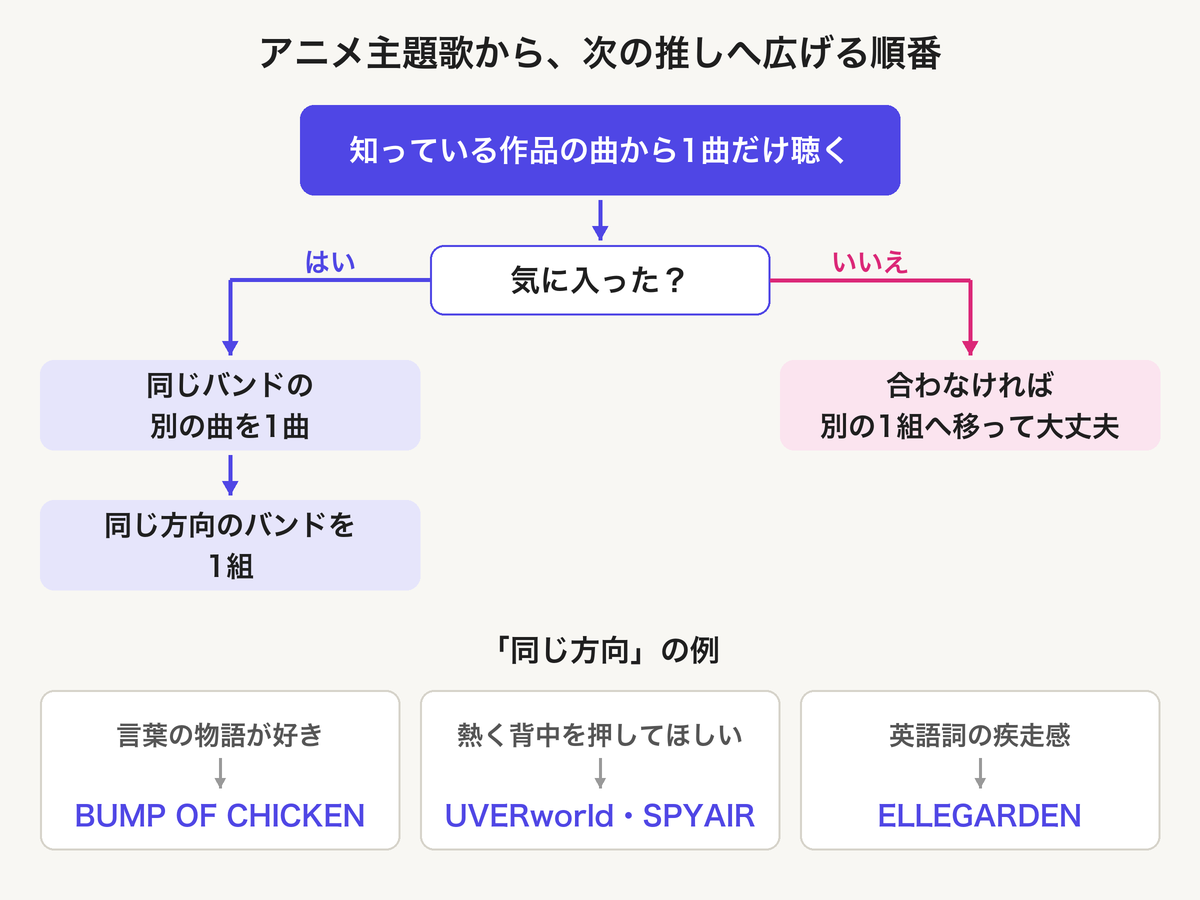 アニメ主題歌から、次の推しへ広げる順番
知っている作品の曲から1曲だけ聴く
気に入った？
はい
いいえ
同じバンドの
別の曲を1曲
合わなければ
別の1組へ移って大丈夫
同じ方向のバンドを
1組
「同じ方向」の例
言葉の物語が好き
BUMP OF CHICKEN
熱く背中を押してほしい
UVERworld・SPYAIR
英語詞の疾走感
ELLEGARDEN